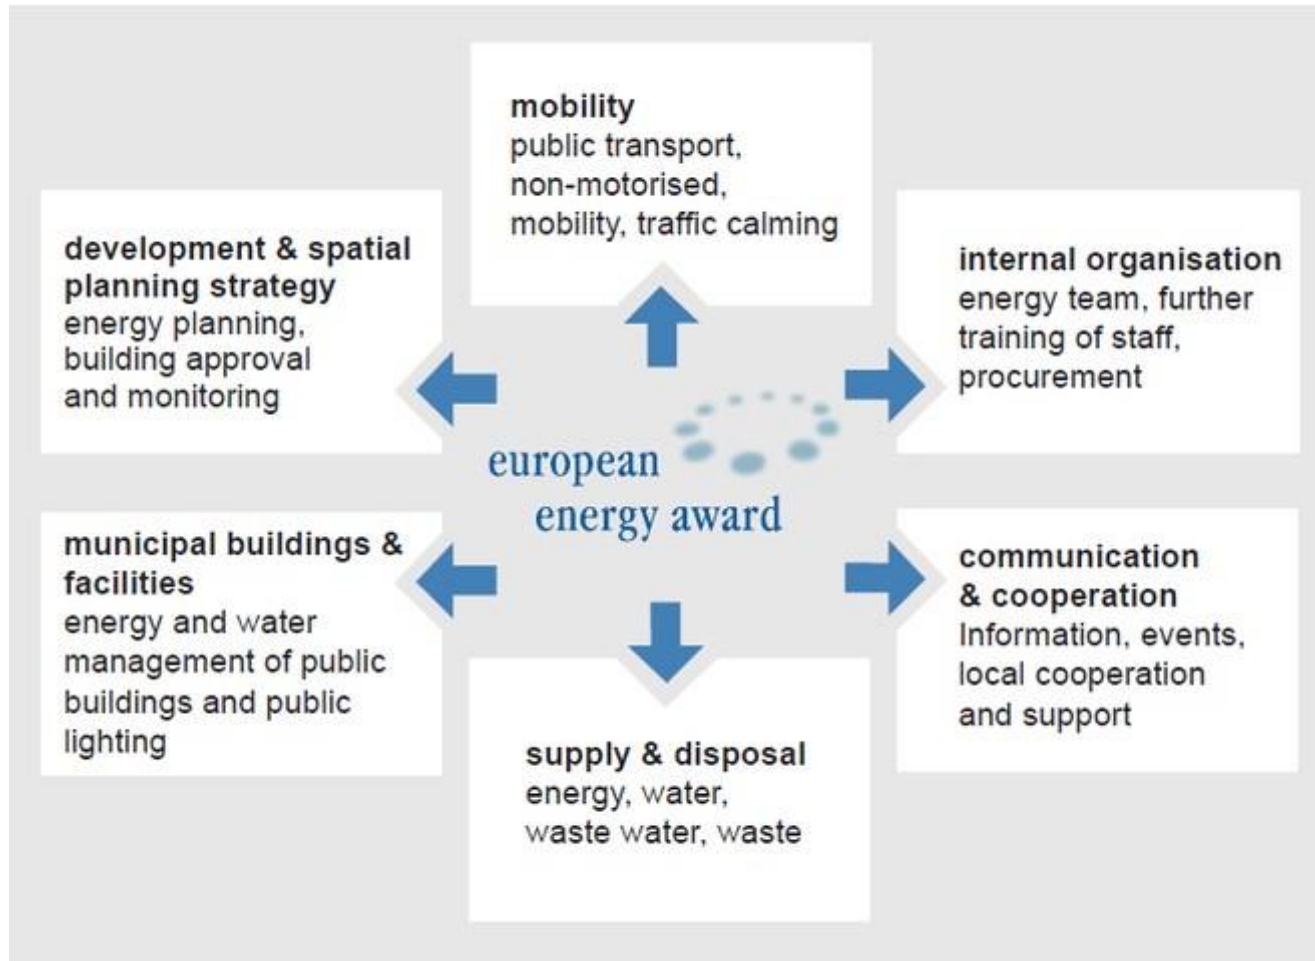 mobility
public transport,
non-motorised,
mobility, traffic calming
development & spatial
planning strategy
energy planning,
building approval
and monitoring
internal organisation
energy team, further
training of staff,
procurement
european
energy award
municipal buildings &
facilities
energy and water
management of public
buildings and public
lighting
communication
& cooperation
Information, events,
local cooperation
and support
supply & disposal
energy, water,
waste water, waste